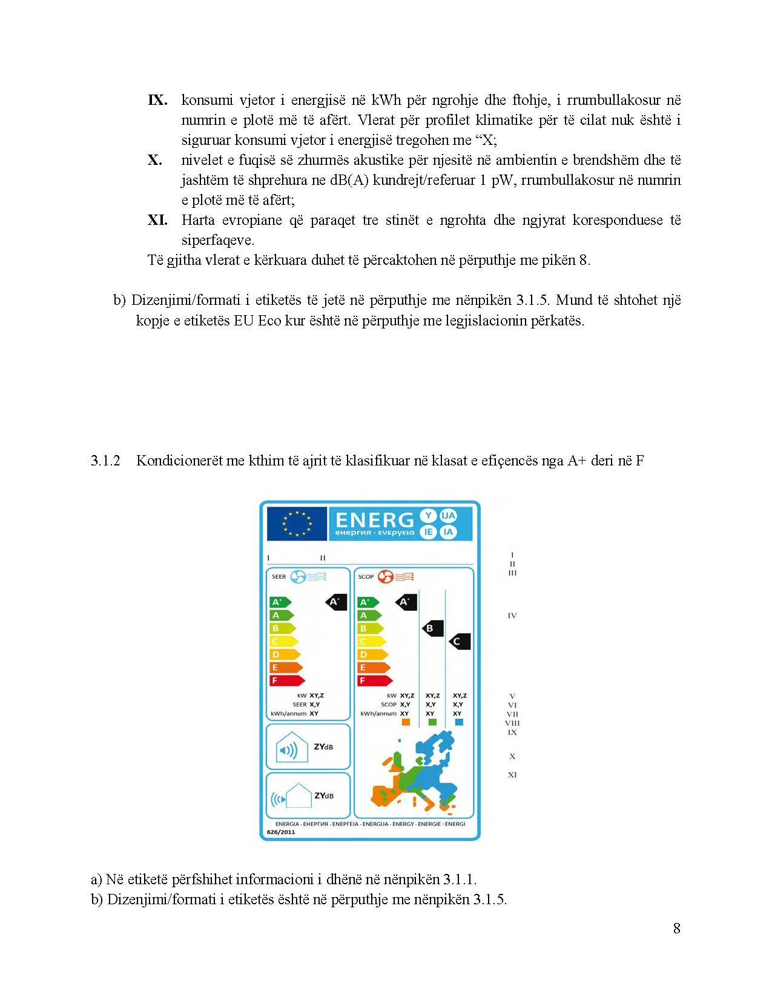 IX. konsumi vjetor i energjisë në kWh për ngrohje dhe ftohje, i rrumbullakosur në
numrin e plotë më të afërt. Vlerat për profilet klimatike për të cilat nuk është i
siguruar konsumi vjetor i energjisë tregohen me “X;
X. nivelet e fuqisë së zhurmës akustike për njesitë në ambientin e brendshëm dhe të
jashtëm të shprehura ne dB(A) kundrejt/referuar 1 pW, rrumbullakosur në numrin
e plotë më të afërt;
XI. Harta evropiane që paraqet tre stinët e ngrohta dhe ngjyrat koresponduese të
siperfaqeve.
Të gjitha vlerat e kërkuara duhet të përcaktohen në përputhje me pikën 8.
b) Dizenjimi/formati i etiketës të jetë në përputhje me nënpikën 3.1.5. Mund të shtohet një
kopje e etiketës EU Eco kur është në përputhje me legjislacionin përkatës.
3.1.2 Kondicionerët me kthim të ajrit të klasifikuar në klasat e efiçencës nga A+ deri në F
ENERG Y IJA
енергия · ενεργεια IE IA
I II
I
II
III
SEER SCOP
A+ A+ A+ A+
A A
IV
B B B
C C C
D D
E E
F F
kW XY,Z kW XY,Z XY,Z XY,Z V
SEER X,Y SCOP X,Y X,Y X,Y VI
kWh/annum XY kWh/annum XY XY XY VII
VIII
IX
ZYdB
X
XI
ZYdB
ENERGIA · ЕНЕРГИЯ · ΕΝΕΡΓΕΙΑ · ENERGIJA · ENERGY · ENERGIE · ENERGI
626/2011
a) Në etiketë përfshihet informacioni i dhënë në nënpikën 3.1.1.
b) Dizenjimi/formati i etiketës është në përputhje me nënpikën 3.1.5.
8